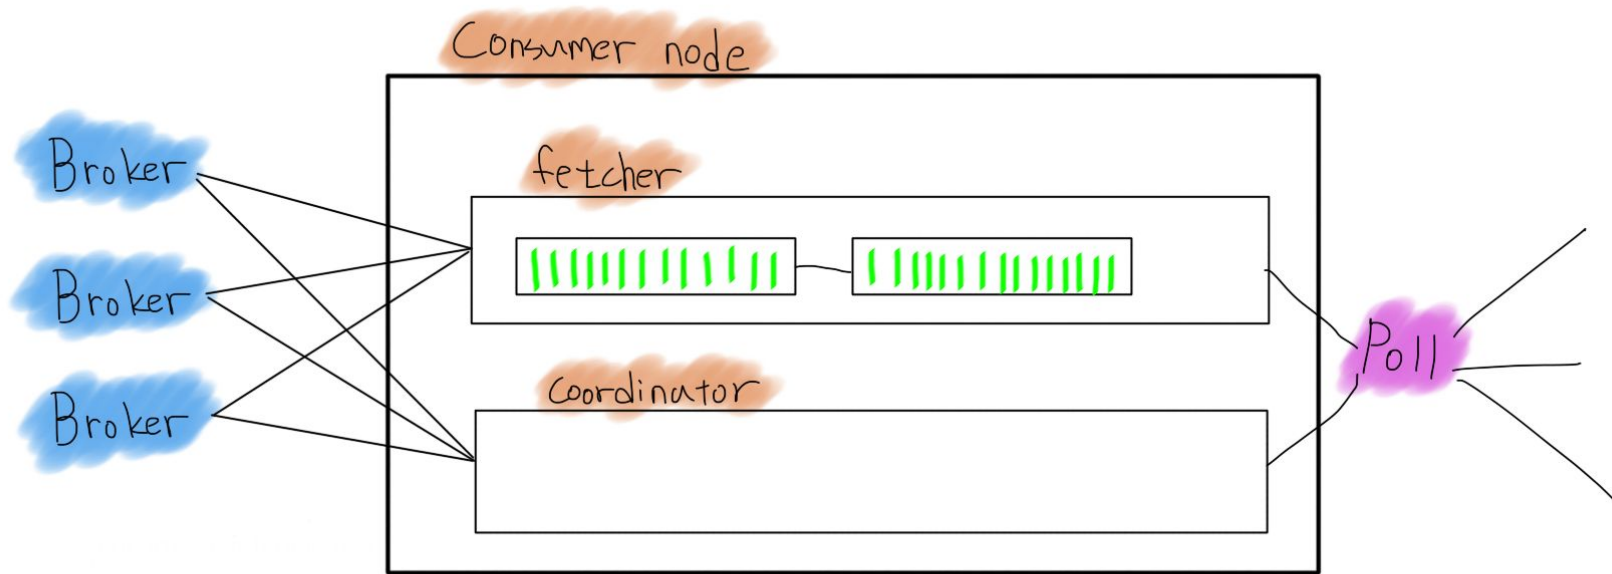 Consumer node
Broker
fetcher
Broker
Poll
Coordinator
Broker